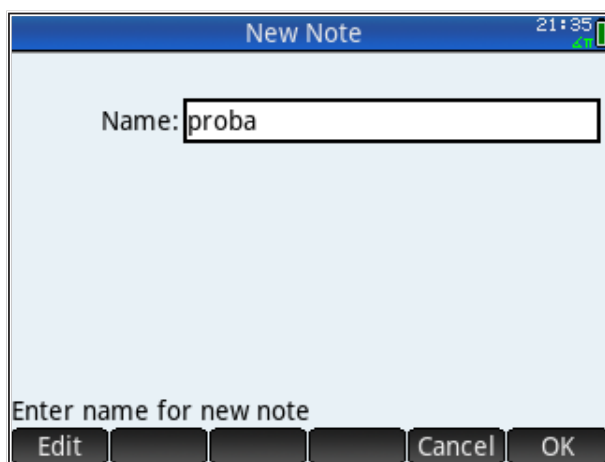 New Note
21:35
∡π
Name: proba
Enter name for new note
Edit Cancel OK